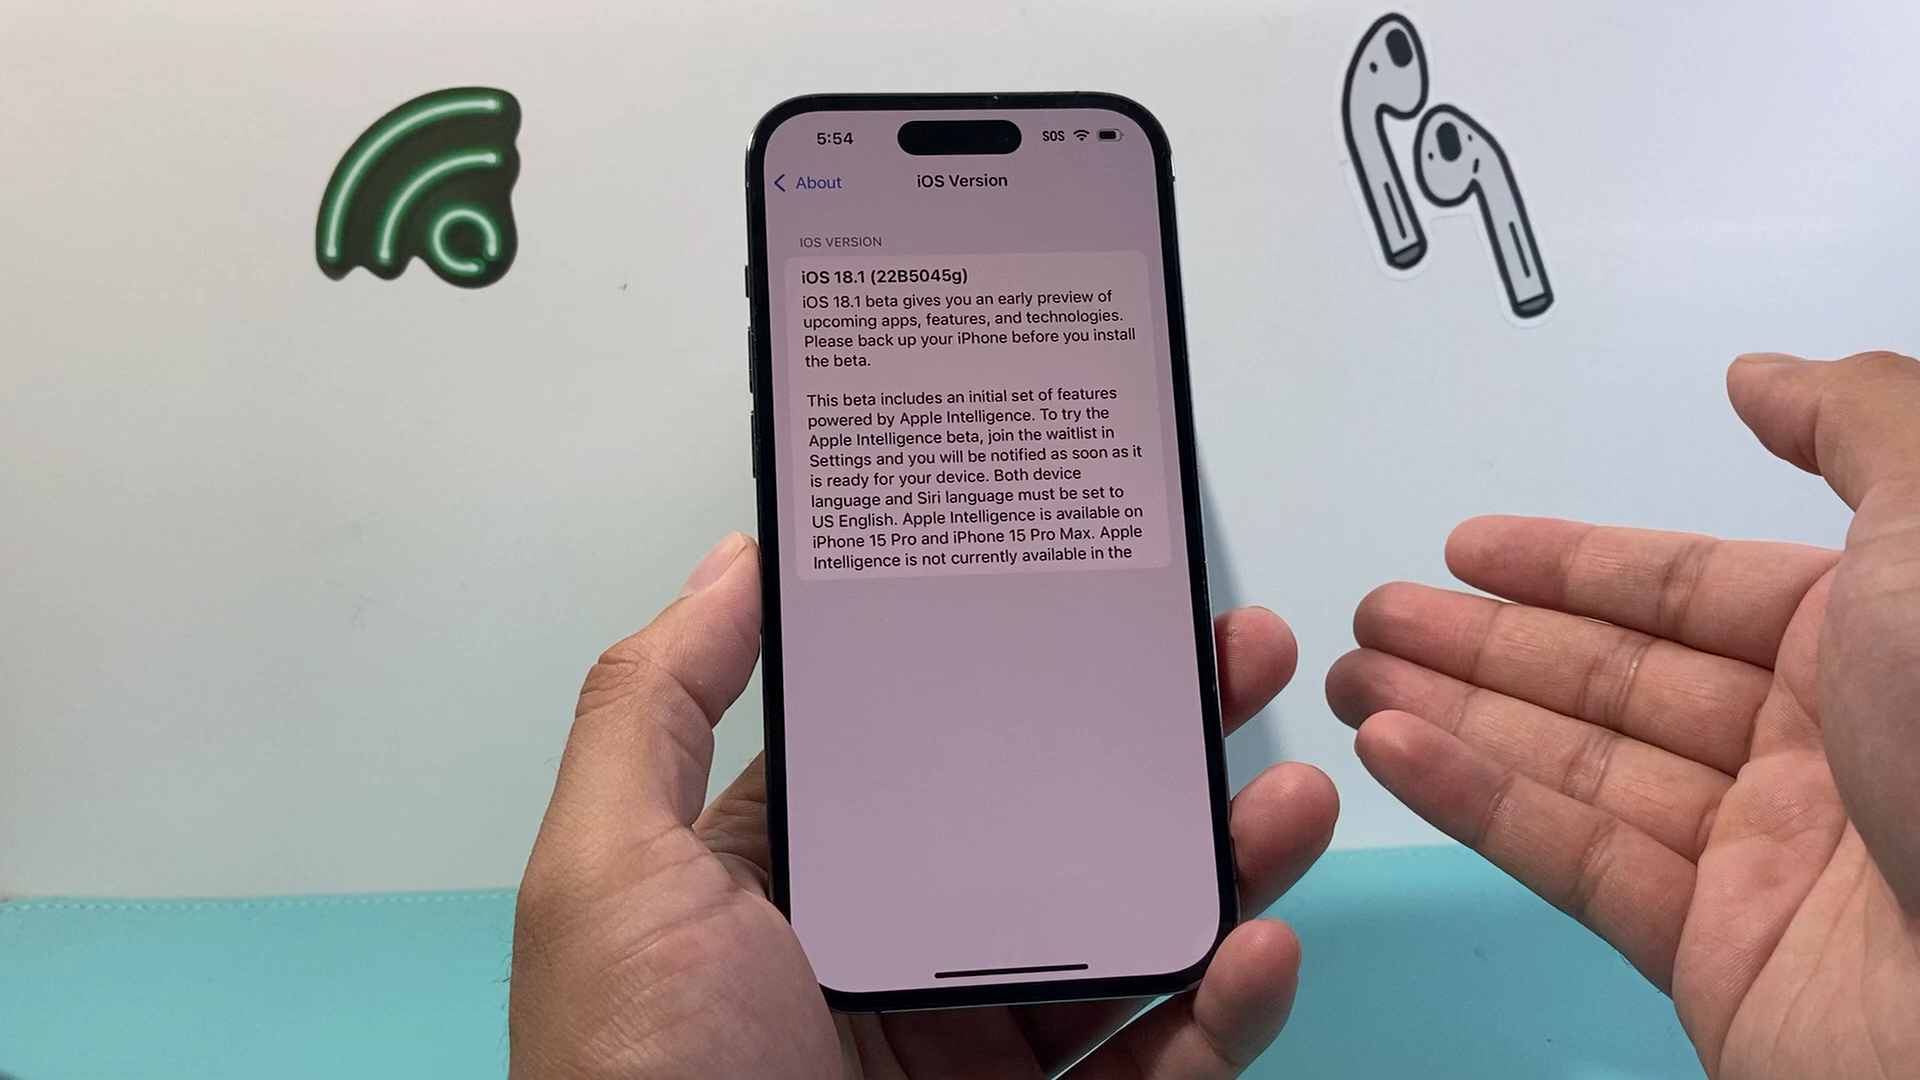 5:54
SOS
About
iOS Version
IOS VERSION
iOS 18.1 (22B5045g)
iOS 18.1 beta gives you an early preview of
upcoming apps, features, and technologies.
Please back up your iPhone before you install
the beta.
This beta includes an initial set of features
powered by Apple Intelligence. To try the
Apple Intelligence beta, join the waitlist in
Settings and you will be notified as soon as it
is ready for your device. Both device
language and Siri language must be set to
US English. Apple Intelligence is available on
iPhone 15 Pro and iPhone 15 Pro Max. Apple
Intelligence is not currently available in the